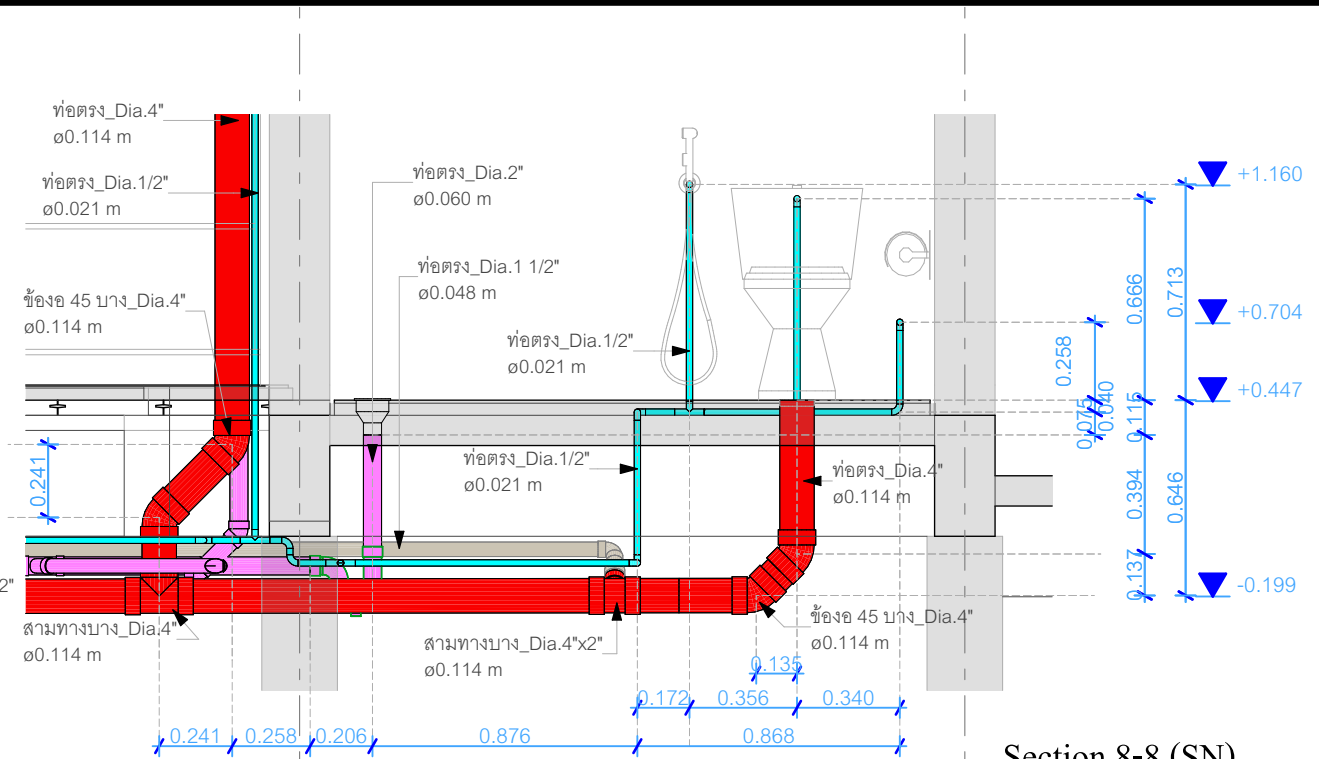 ท่อตรง_Dia.4"
ø0.114 m
ท่อตรง_Dia.1/2"
ø0.021 m
ท่อตรง_Dia.2"
ø0.060 m
ท่อตรง_Dia.1 1/2"
ø0.048 m
ข้องอ 45 บาง_Dia.4"
ø0.114 m
ท่อตรง_Dia.1/2"
ø0.021 m
ท่อตรง_Dia.1/2"
ø0.021 m
ท่อตรง_Dia.4"
ø0.114 m
2"
สามทางบาง_Dia.4"
ø0.114 m
สามทางบาง_Dia.4"x2"
ø0.114 m
ข้องอ 45 บาง_Dia.4"
ø0.114 m
+1.160
+0.704
+0.447
-0.199
0.666
0.713
0.258
0.040
0.075
0.115
0.394
0.646
0.137
0.241
0.135
0.172
0.356
0.340
0.241
0.258
0.206
0.876
0.868
Section 8-8 (SN)